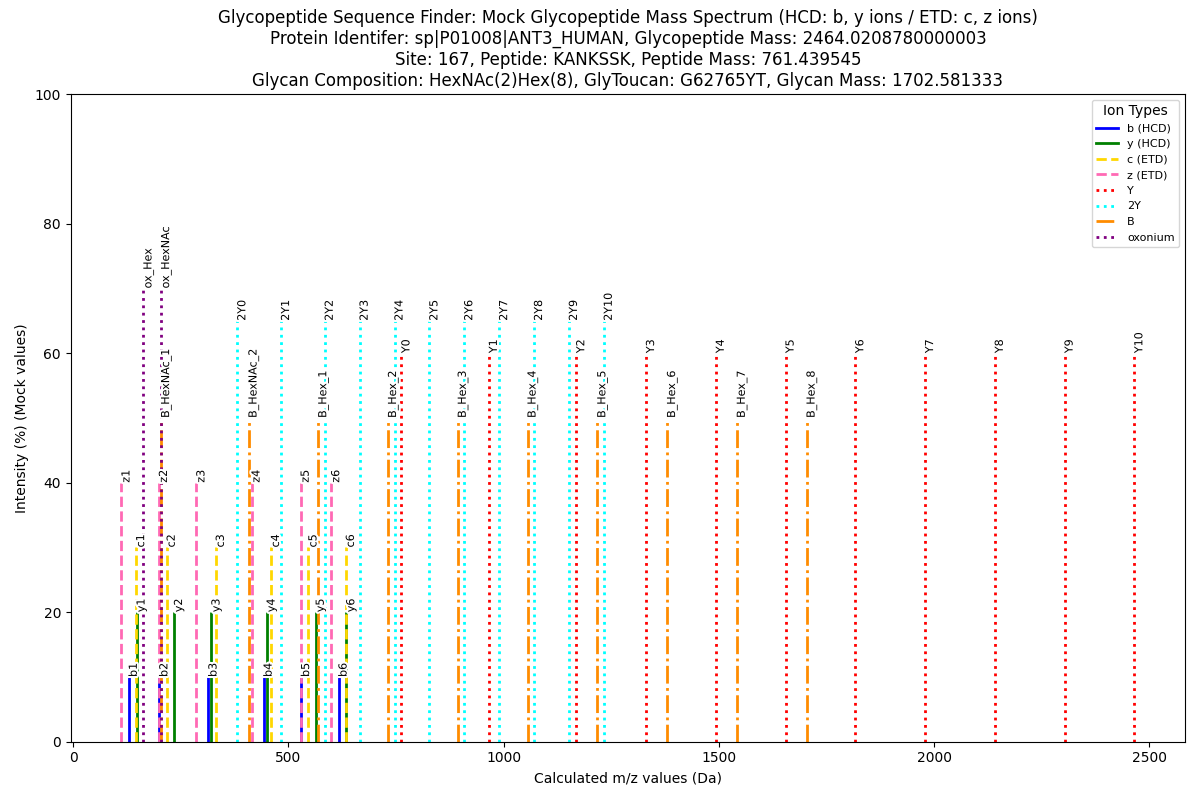 Glycopeptide Sequence Finder: Mock Glycopeptide Mass Spectrum (HCD: b, y ions / ETD: c, z ions)
Protein Identifer: sp|P01008|ANT3_HUMAN, Glycopeptide Mass: 2464.0208780000003
Site: 167, Peptide: KANKSSK, Peptide Mass: 761.439545
Glycan Composition: HexNAc(2)Hex(8), GlyToucan: G62765YT, Glycan Mass: 1702.581333
100
80
60
40
20
0
Intensity (%) (Mock values)
Ion Types
b (HCD)
y (HCD)
c (ETD)
z (ETD)
Y
2Y
B
oxonium
ox_Hex
ox_HexNAc
2Y0
2Y1
2Y2
2Y3
2Y4
2Y5
2Y6
2Y7
2Y8
2Y9
2Y10
Y0
Y1
Y2
Y3
Y4
Y5
Y6
Y7
Y8
Y9
Y10
B_HexNAc_1
B_HexNAc_2
B_Hex_1
B_Hex_2
B_Hex_3
B_Hex_4
B_Hex_5
B_Hex_6
B_Hex_7
B_Hex_8
z1
z2
z3
z4
z5
z6
c1
c2
c3
c4
c5
c6
y1
y2
y3
y4
y5
y6
b1
b2
b3
b4
b5
b6
0
500
1000
1500
2000
2500
Calculated m/z values (Da)